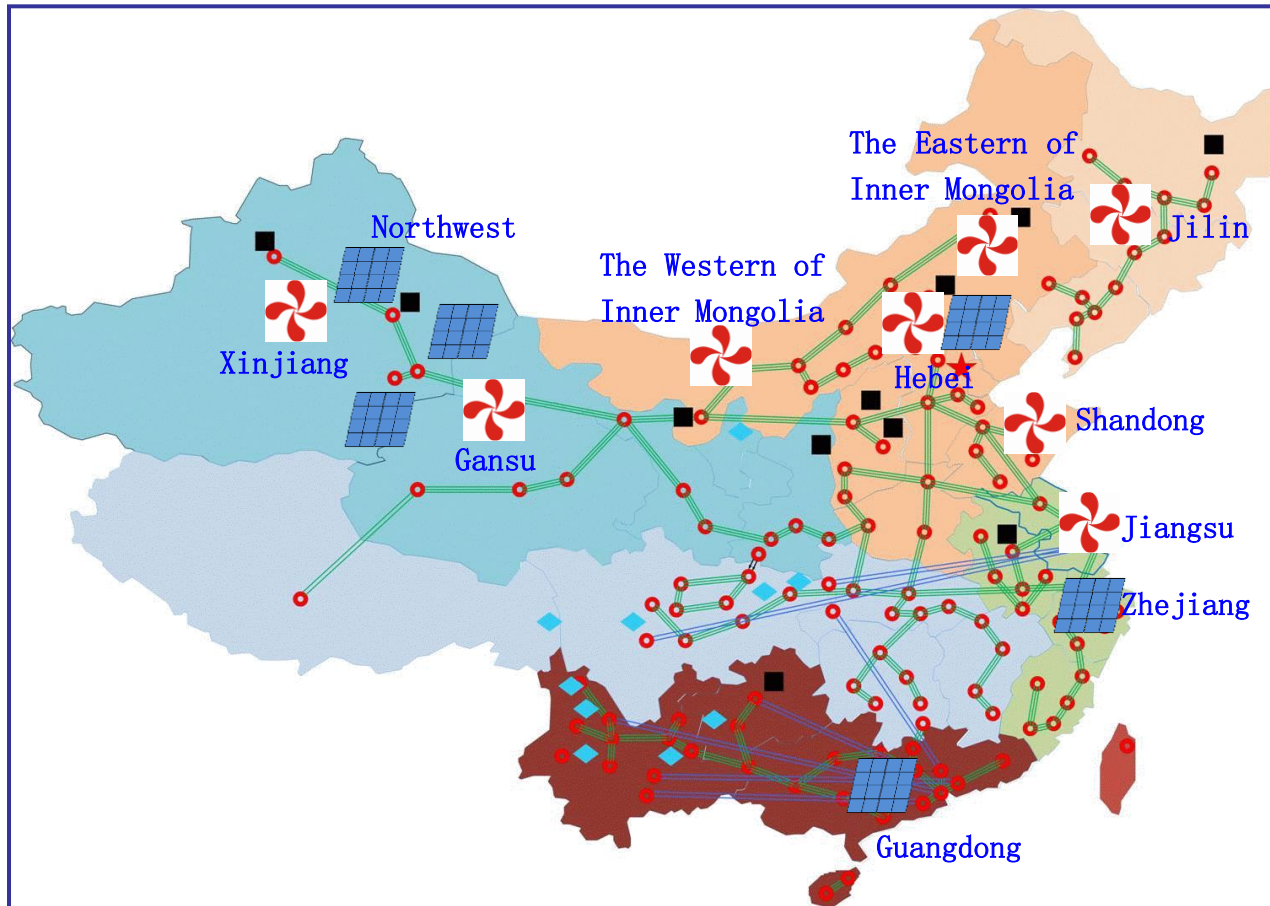 The Eastern of
Inner Mongolia
Northwest
Jilin
The Western of
Inner Mongolia
Xinjiang
Hebei
Shandong
Gansu
Jiangsu
Zhejiang
Guangdong